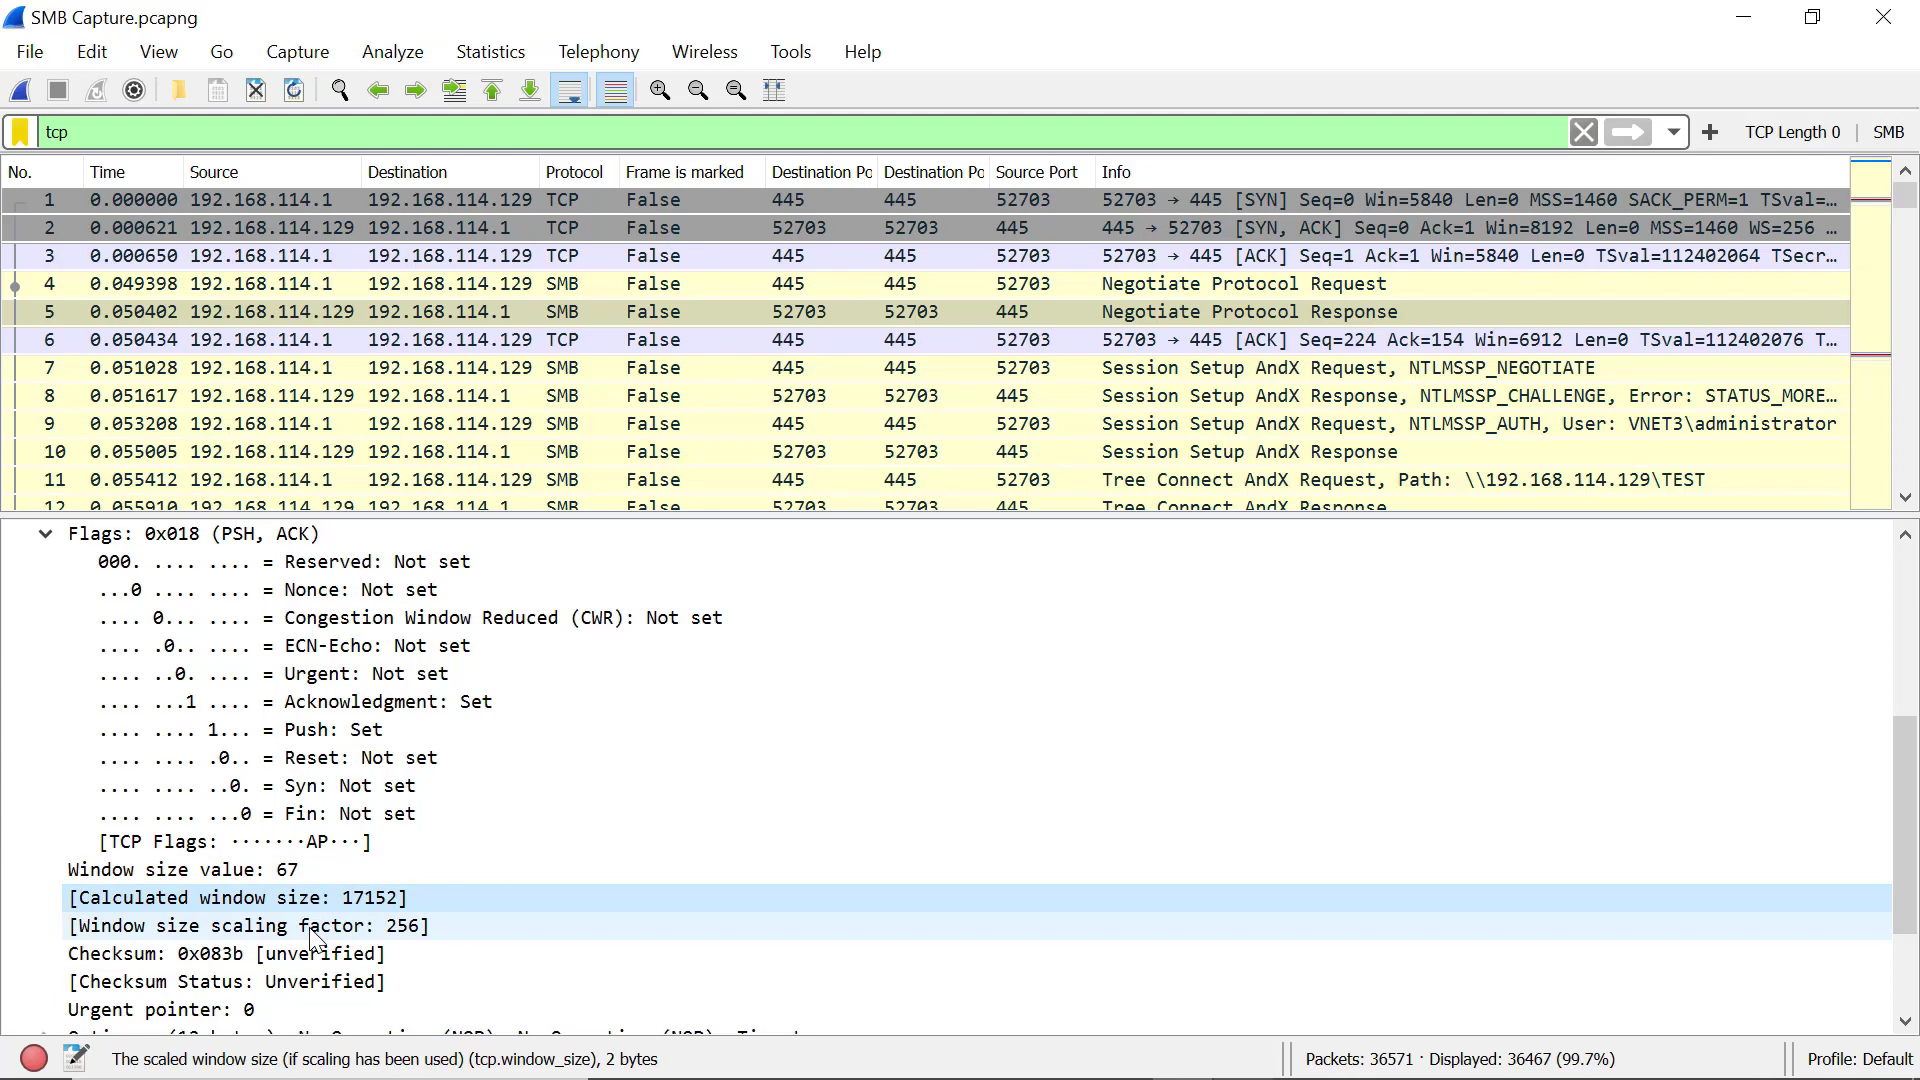 SMB Capture.pcapng
File Edit View Go Capture Analyze Statistics Telephony Wireless Tools Help
tcp TCP Length 0 SMB
No. Time Source Destination Protocol Frame is marked Destination Po Destination Po Source Port Info
1 0.000000 192.168.114.1 192.168.114.129 TCP False 445 445 52703 52703 → 445 [SYN] Seq=0 Win=5840 Len=0 MSS=1460 SACK_PERM=1 TSval=…
2 0.000621 192.168.114.129 192.168.114.1 TCP False 52703 52703 445 445 → 52703 [SYN, ACK] Seq=0 Ack=1 Win=8192 Len=0 MSS=1460 WS=256 …
3 0.000650 192.168.114.1 192.168.114.129 TCP False 445 445 52703 52703 → 445 [ACK] Seq=1 Ack=1 Win=5840 Len=0 TSval=112402064 TSecr…
4 0.049398 192.168.114.1 192.168.114.129 SMB False 445 445 52703 Negotiate Protocol Request
5 0.050402 192.168.114.129 192.168.114.1 SMB False 52703 52703 445 Negotiate Protocol Response
6 0.050434 192.168.114.1 192.168.114.129 TCP False 445 445 52703 52703 → 445 [ACK] Seq=224 Ack=154 Win=6912 Len=0 TSval=112402076 T…
7 0.051028 192.168.114.1 192.168.114.129 SMB False 445 445 52703 Session Setup AndX Request, NTLMSSP_NEGOTIATE
8 0.051617 192.168.114.129 192.168.114.1 SMB False 52703 52703 445 Session Setup AndX Response, NTLMSSP_CHALLENGE, Error: STATUS_MORE…
9 0.053208 192.168.114.1 192.168.114.129 SMB False 445 445 52703 Session Setup AndX Request, NTLMSSP_AUTH, User: VNET3\administrator
10 0.055005 192.168.114.129 192.168.114.1 SMB False 52703 52703 445 Session Setup AndX Response
11 0.055412 192.168.114.1 192.168.114.129 SMB False 445 445 52703 Tree Connect AndX Request, Path: \\192.168.114.129\TEST
12 0.055910 192.168.114.129 192.168.114.1 SMB False 52703 52703 445 Tree Connect AndX Response
Flags: 0x018 (PSH, ACK)
000. .... .... = Reserved: Not set
...0 .... .... = Nonce: Not set
.... 0... .... = Congestion Window Reduced (CWR): Not set
.... .0.. .... = ECN-Echo: Not set
.... ..0. .... = Urgent: Not set
.... ...1 .... = Acknowledgment: Set
.... .... 1... = Push: Set
.... .... .0.. = Reset: Not set
.... .... ..0. = Syn: Not set
.... .... ...0 = Fin: Not set
[TCP Flags: ·······AP···]
Window size value: 67
[Calculated window size: 17152]
[Window size scaling factor: 256]
Checksum: 0x083b [unverified]
[Checksum Status: Unverified]
Urgent pointer: 0
The scaled window size (if scaling has been used) (tcp.window_size), 2 bytes Packets: 36571 · Displayed: 36467 (99.7%) Profile: Default